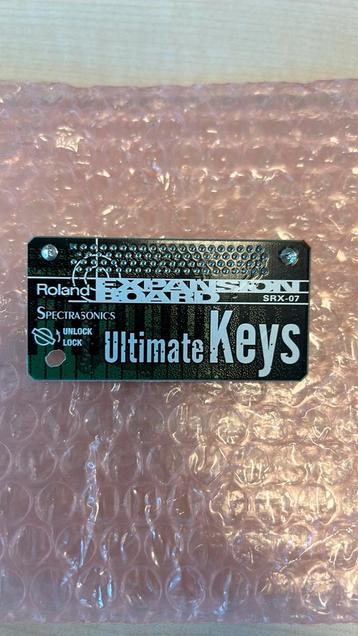 Roland EXPANSION BOARD
SRX-07
SPECTRASONICS
UNLOCK
LOCK
Ultimate Keys